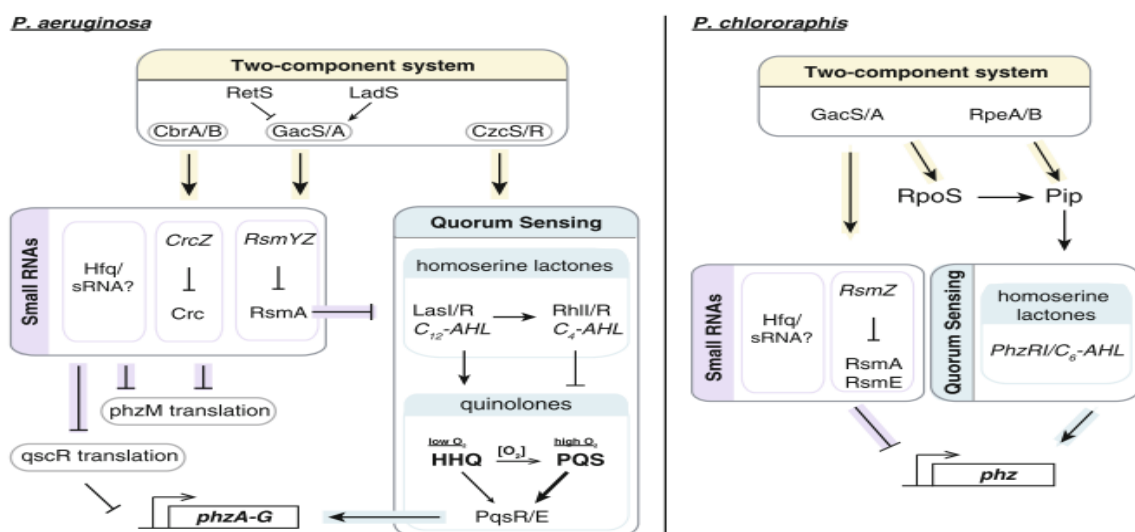 P. aeruginosa
Two-component system
RetS LadS
CbrA/B GacS/A CzcS/R
Small RNAs
Hfq/
sRNA?
CrcZ
Crc
RsmYZ
RsmA
phzM translation
qscR translation
phzA-G
Quorum Sensing
homoserine lactones
LasI/R RhlI/R
C12-AHL C4-AHL
quinolones
low O2 [O2] high O2
HHQ PQS
PqsR/E
P. chlororaphis
Two-component system
GacS/A RpeA/B
RpoS Pip
Small RNAs
Hfq/
sRNA?
RsmZ
RsmA
RsmE
Quorum Sensing
homoserine
lactones
PhzRI/C6-AHL
phz